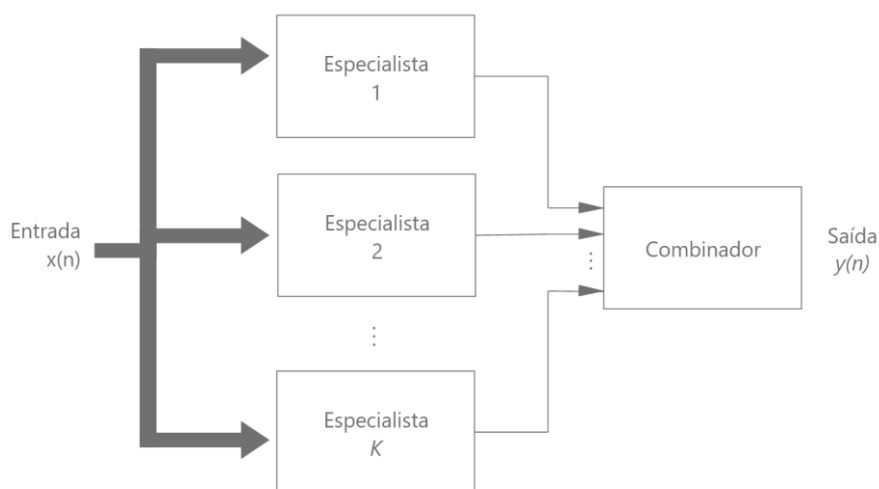 Especialista
1
Entrada
x(n)
Especialista
2
⋮
Especialista
K
⋮
Combinador
Saída
y(n)